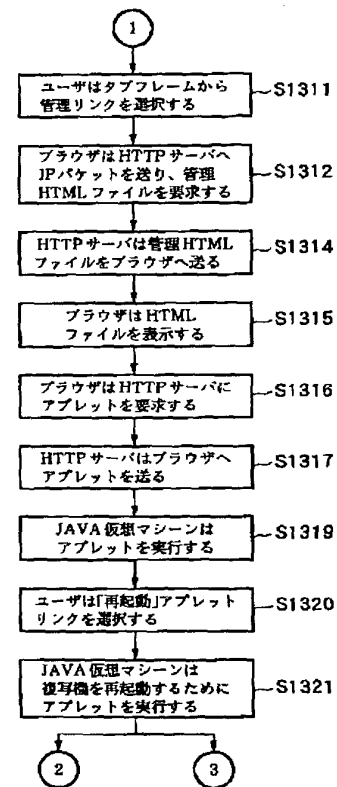 1
ユーザはタブフレームから
管理リンクを選択する
S1311
ブラウザはHTTPサーバへ
IPパケットを送り、管理
HTMLファイルを要求する
S1312
HTTPサーバは管理HTML
ファイルをブラウザへ送る
S1314
ブラウザはHTML
ファイルを表示する
S1315
ブラウザはHTTPサーバに
アプレットを要求する
S1316
HTTPサーバはブラウザへ
アプレットを送る
S1317
JAVA仮想マシーンは
アプレットを実行する
S1319
ユーザは「再起動」アプレット
リンクを選択する
S1320
JAVA仮想マシーンは
複写機を再起動するために
アプレットを実行する
S1321
2
3